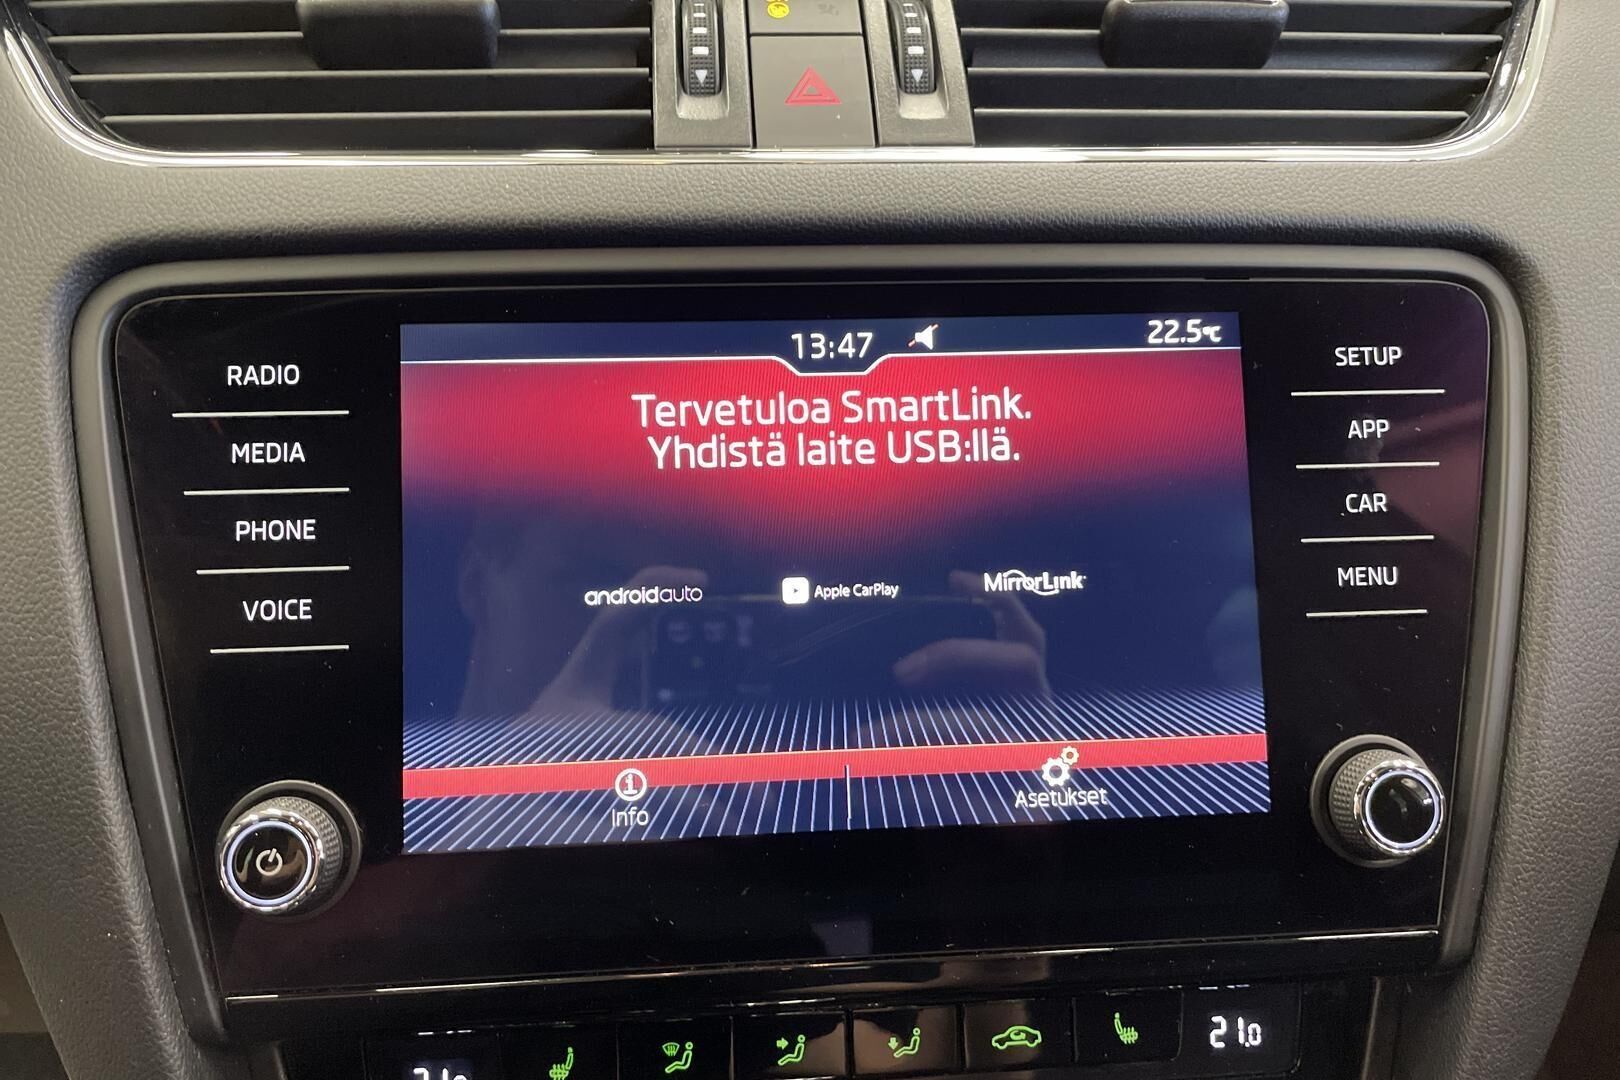 13:47
22.5°C
RADIO
MEDIA
PHONE
VOICE
Tervetuloa SmartLink.
Yhdistä laite USB:llä.
androidauto
Apple CarPlay
MirrorLink
Info
Asetukset
SETUP
APP
CAR
MENU
21.0